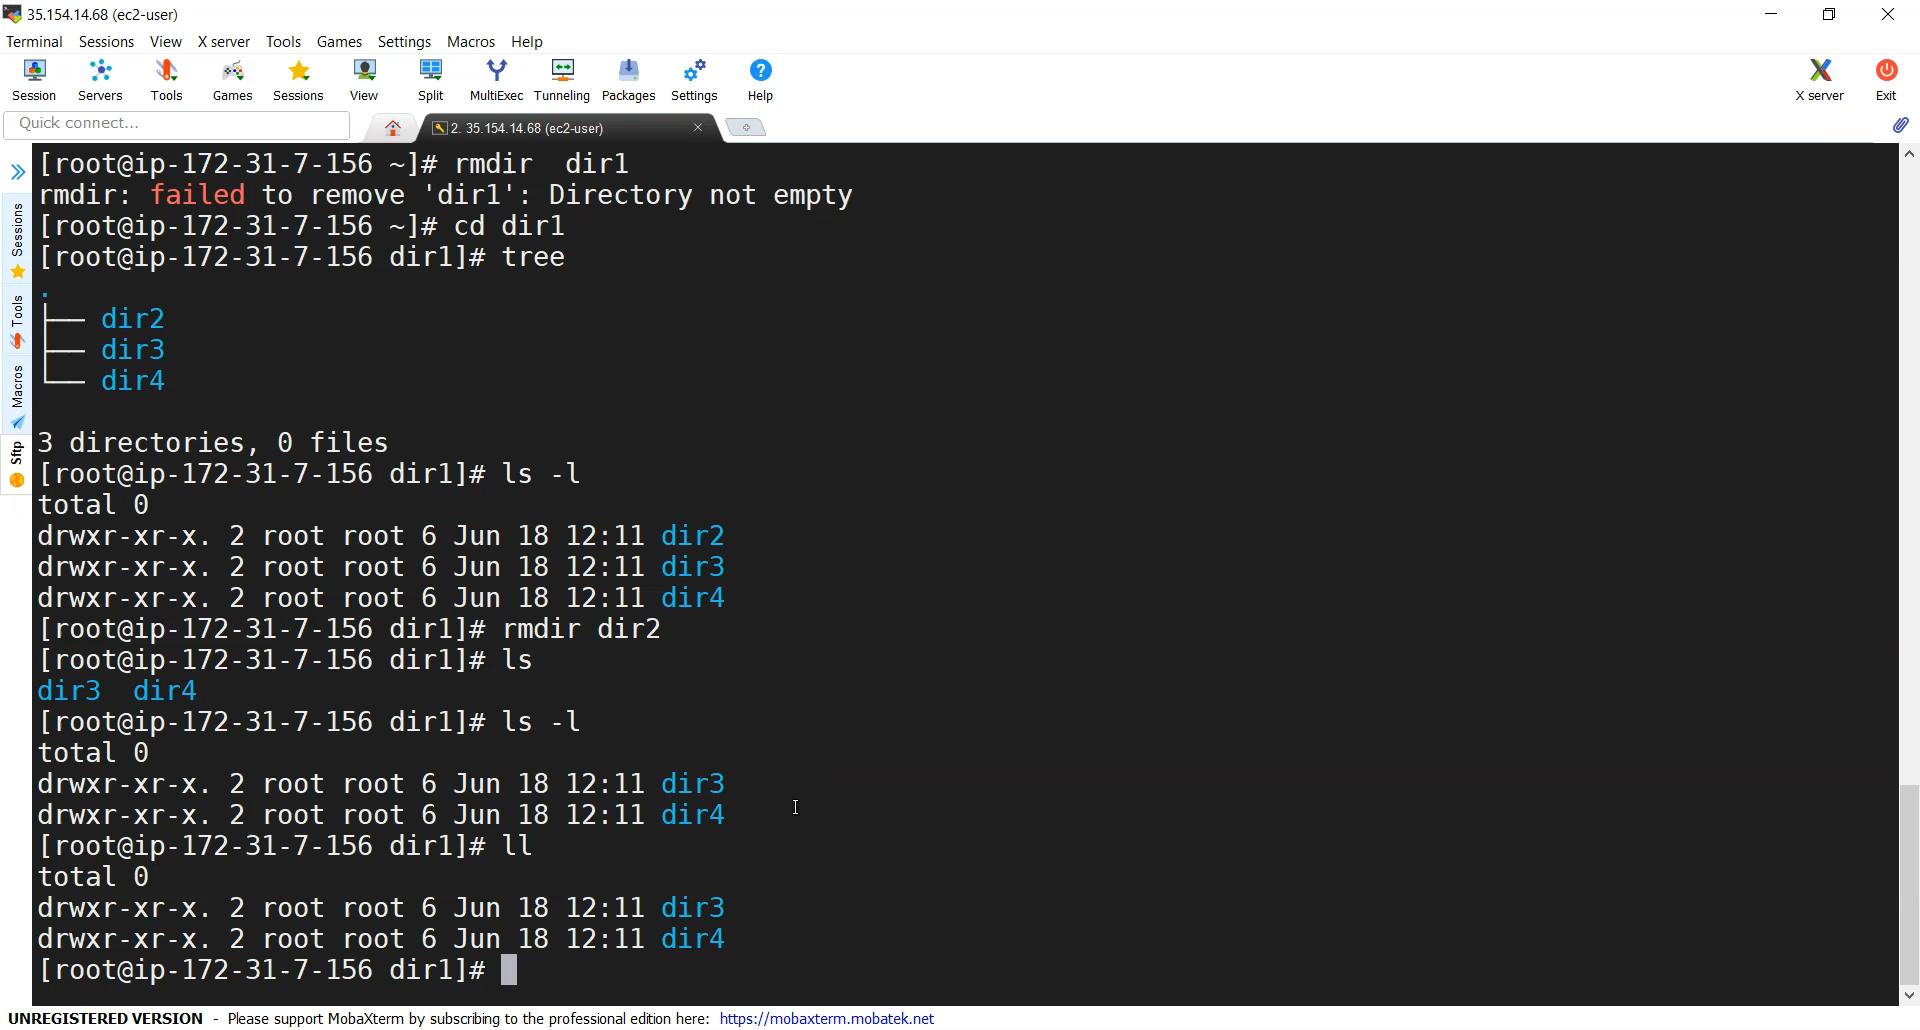 35.154.14.68 (ec2-user)
Terminal Sessions View X server Tools Games Settings Macros Help
Session Servers Tools Games Sessions View Split MultiExec Tunneling Packages Settings Help X server Exit
Quick connect...
2. 35.154.14.68 (ec2-user)
Sessions
Tools
Macros
Sftp
[root@ip-172-31-7-156 ~]# rmdir  dir1
rmdir: failed to remove 'dir1': Directory not empty
[root@ip-172-31-7-156 ~]# cd dir1
[root@ip-172-31-7-156 dir1]# tree
.
├── dir2
├── dir3
└── dir4
3 directories, 0 files
[root@ip-172-31-7-156 dir1]# ls -l
total 0
drwxr-xr-x. 2 root root 6 Jun 18 12:11 dir2
drwxr-xr-x. 2 root root 6 Jun 18 12:11 dir3
drwxr-xr-x. 2 root root 6 Jun 18 12:11 dir4
[root@ip-172-31-7-156 dir1]# rmdir dir2
[root@ip-172-31-7-156 dir1]# ls
dir3  dir4
[root@ip-172-31-7-156 dir1]# ls -l
total 0
drwxr-xr-x. 2 root root 6 Jun 18 12:11 dir3
drwxr-xr-x. 2 root root 6 Jun 18 12:11 dir4
[root@ip-172-31-7-156 dir1]# ll
total 0
drwxr-xr-x. 2 root root 6 Jun 18 12:11 dir3
drwxr-xr-x. 2 root root 6 Jun 18 12:11 dir4
[root@ip-172-31-7-156 dir1]#
UNREGISTERED VERSION - Please support MobaXterm by subscribing to the professional edition here: https://mobaxterm.mobatek.net